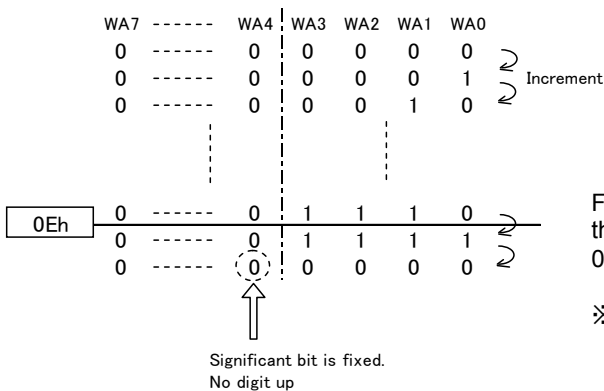 WA7 ------ WA4 WA3 WA2 WA1 WA0
0 ------ 0 0 0 0 0
0 ------ 0 0 0 0 1
Increment
0 ------ 0 0 0 1 0
0 ------ 0 1 1 1 0
0Eh
0 ------ 0 1 1 1 1
0 ------ 0 0 0 0 0
Significant bit is fixed.
No digit up
F
th
0
※